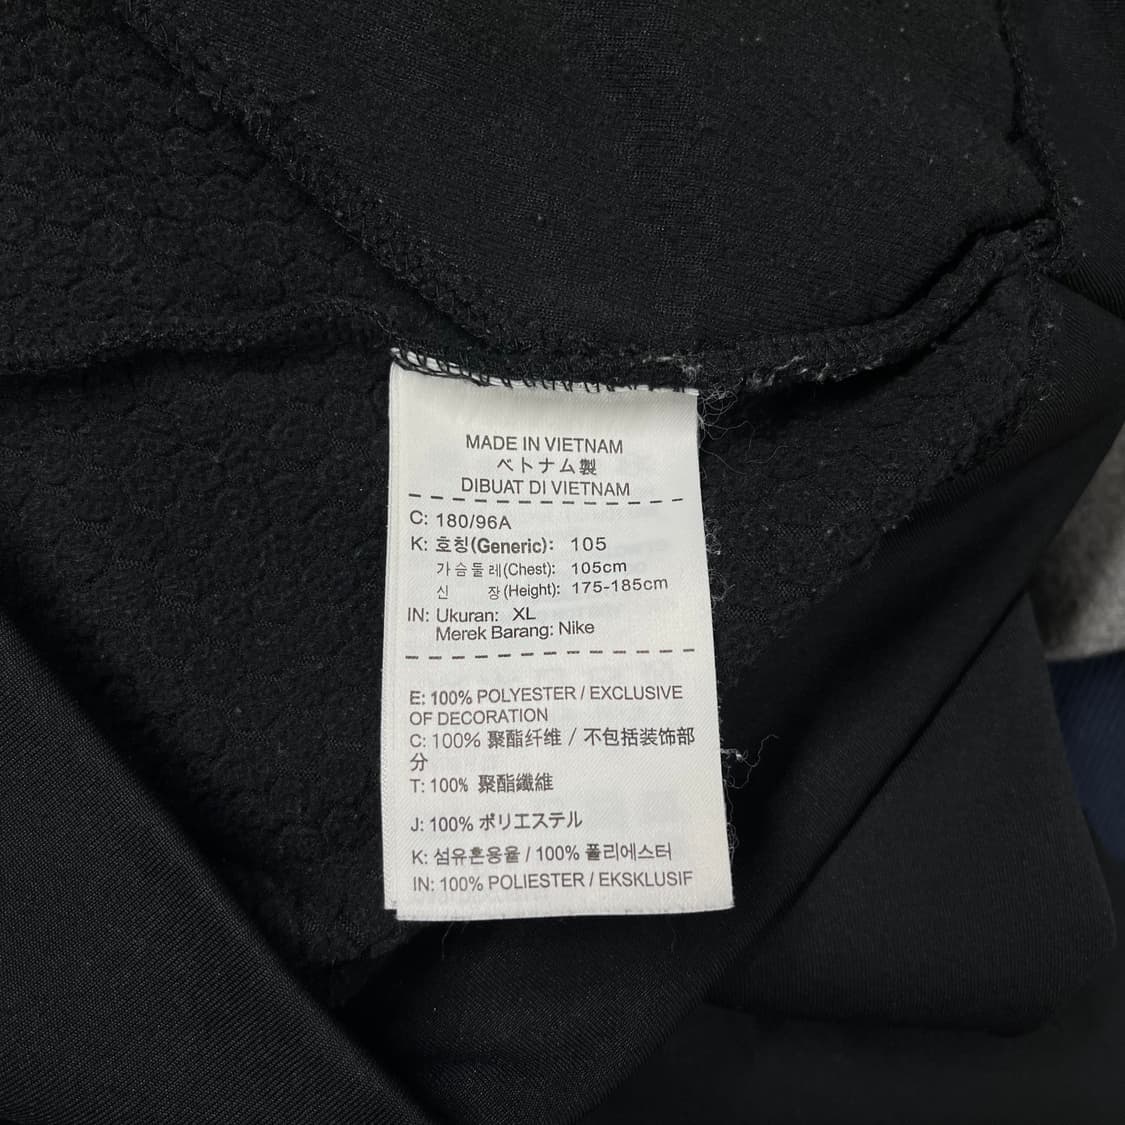 MADE IN VIETNAM
ベトナム製
DIBUAT DI VIETNAM
C: 180/96A
K: 호칭(Generic): 105
가슴둘레(Chest): 105cm
신 장(Height): 175-185cm
IN: Ukuran: XL
Merek Barang: Nike
E: 100% POLYESTER / EXCLUSIVE
OF DECORATION
C: 100% 聚酯纤维 / 不包括装饰部
分
T: 100% 聚酯纖維
J: 100% ポリエステル
K: 섬유혼용율 / 100% 폴리에스터
IN: 100% POLIESTER / EKSKLUSIF